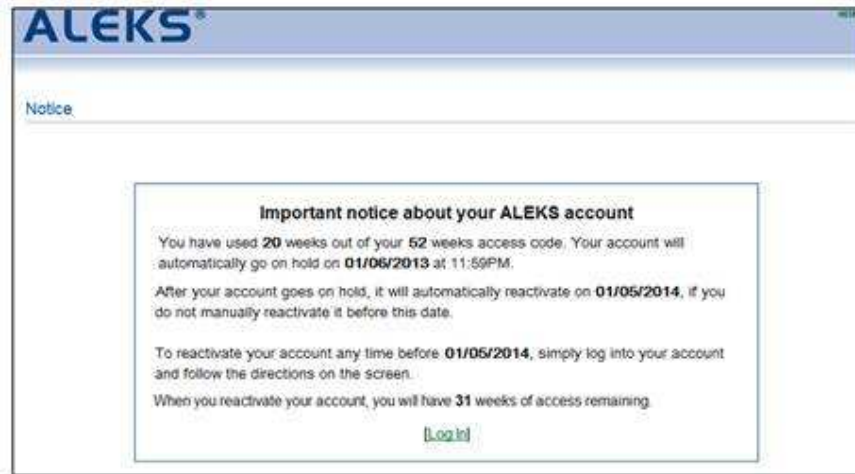 ALEKS®
Notice
Important notice about your ALEKS account
You have used 20 weeks out of your 52 weeks access code. Your account will
automatically go on hold on 01/06/2013 at 11:59PM.
After your account goes on hold, it will automatically reactivate on 01/05/2014, if you
do not manually reactivate it before this date.
To reactivate your account any time before 01/05/2014, simply log into your account
and follow the directions on the screen.
When you reactivate your account, you will have 31 weeks of access remaining.
[Log In]